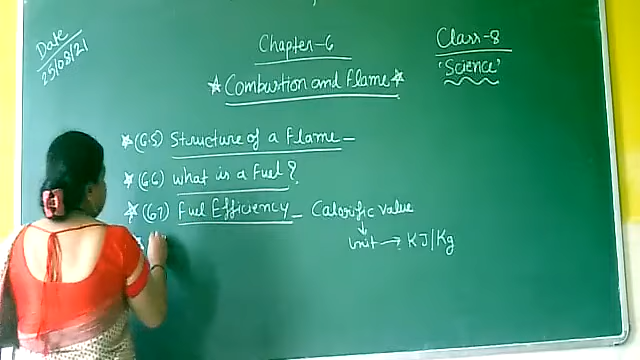 Date
25/08/21
Chapter-6
Class-8
'Science'
☆ Combustion and Flame ☆
☆ (6.5) Structure of a Flame -
☆ (6.6) What is a Fuel?
☆ (6.7) Fuel Efficiency - Calorific value
↓
Unit → KJ/Kg